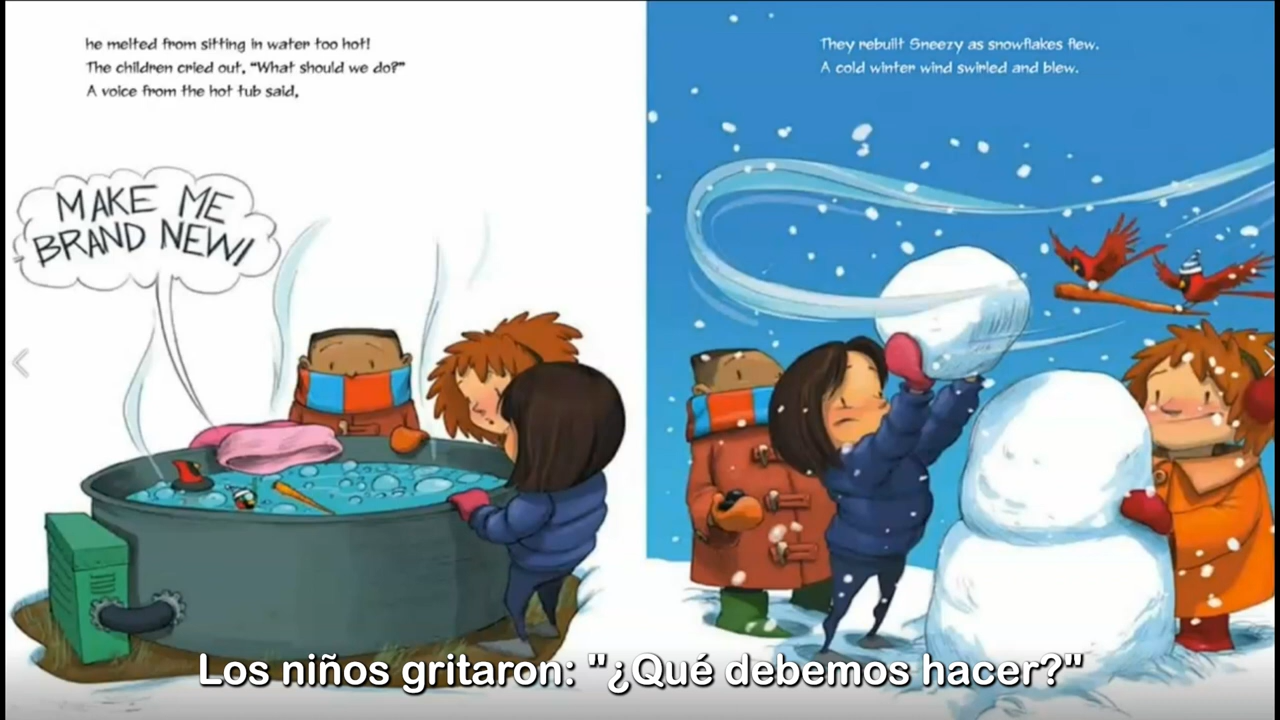 he melted from sitting in water too hot!
The children cried out, "What should we do?"
A voice from the hot tub said,
MAKE ME
BRAND NEW!
They rebuilt Sneezy as snowflakes flew.
A cold winter wind swirled and blew.
Los niños gritaron: "¿Qué debemos hacer?"